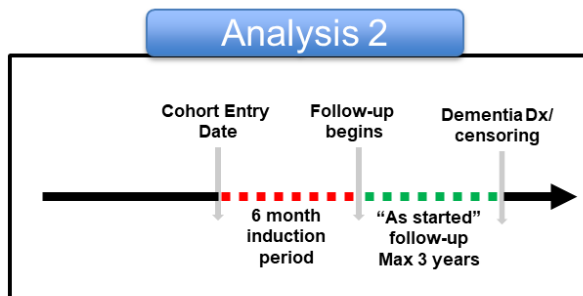 Analysis 2
Cohort Entry
Date
Follow-up
begins
Dementia Dx/
censoring
6 month
induction
period
“As started”
follow-up
Max 3 years